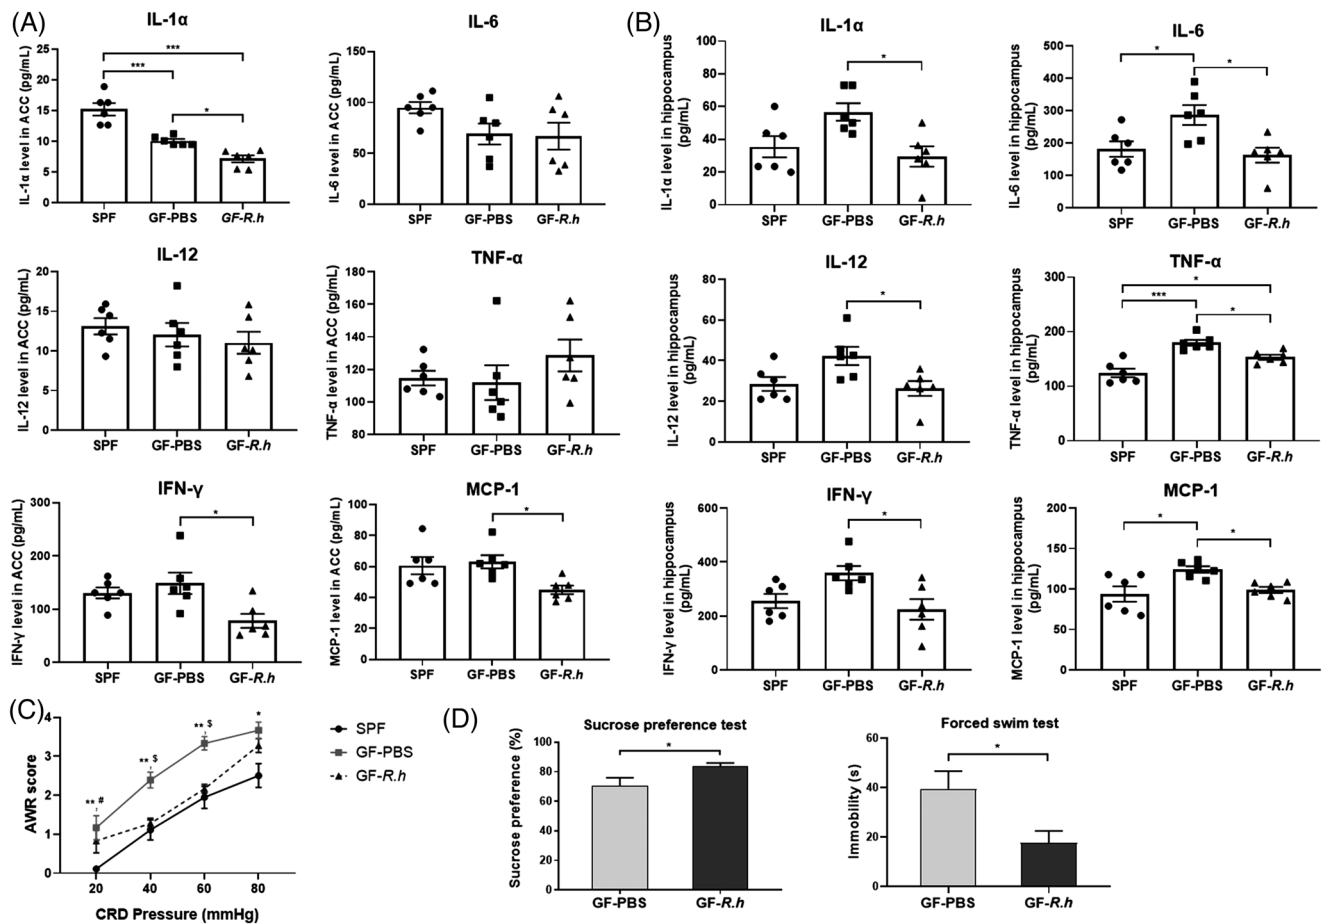 (A)
IL-1α
IL-1α level in ACC (pg/mL)
25
20
15
10
5
0
***
***
*
SPF
GF-PBS
GF-R.h
IL-6
IL-6 level in ACC (pg/mL)
150
100
50
0
SPF
GF-PBS
GF-R.h
IL-12
IL-12 level in ACC (pg/mL)
20
15
10
5
0
SPF
GF-PBS
GF-R.h
TNF-α
TNF-α level in ACC (pg/mL)
180
160
140
120
100
80
SPF
GF-PBS
GF-R.h
IFN-γ
IFN-γ level in ACC (pg/mL)
300
200
100
0
*
SPF
GF-PBS
GF-R.h
MCP-1
MCP-1 level in ACC (pg/mL)
100
80
60
40
20
0
*
SPF
GF-PBS
GF-R.h
(B)
IL-1α
IL-1α level in hippocampus
(pg/mL)
100
80
60
40
20
0
*
SPF
GF-PBS
GF-R.h
IL-6
IL-6 level in hippocampus
(pg/mL)
500
400
300
200
100
0
*
*
SPF
GF-PBS
GF-R.h
IL-12
IL-12 level in hippocampus
(pg/mL)
80
60
40
20
0
*
SPF
GF-PBS
GF-R.h
TNF-α
TNF-α level in hippocampus
(pg/mL)
300
200
100
0
*
***
*
SPF
GF-PBS
GF-R.h
IFN-γ
IFN-γ level in hippocampus
(pg/mL)
600
400
200
0
*
SPF
GF-PBS
GF-R.h
MCP-1
MCP-1 level in hippocampus
(pg/mL)
200
150
100
50
0
*
*
SPF
GF-PBS
GF-R.h
(C)
AWR score
4
3
2
1
0
** #
** $
** $
*
20
40
60
80
CRD Pressure (mmHg)
SPF
GF-PBS
GF-R.h
(D)
Sucrose preference test
Sucrose preference (%)
100
80
60
40
20
0
*
GF-PBS
GF-R.h
Forced swim test
Immobility (s)
60
40
20
0
*
GF-PBS
GF-R.h